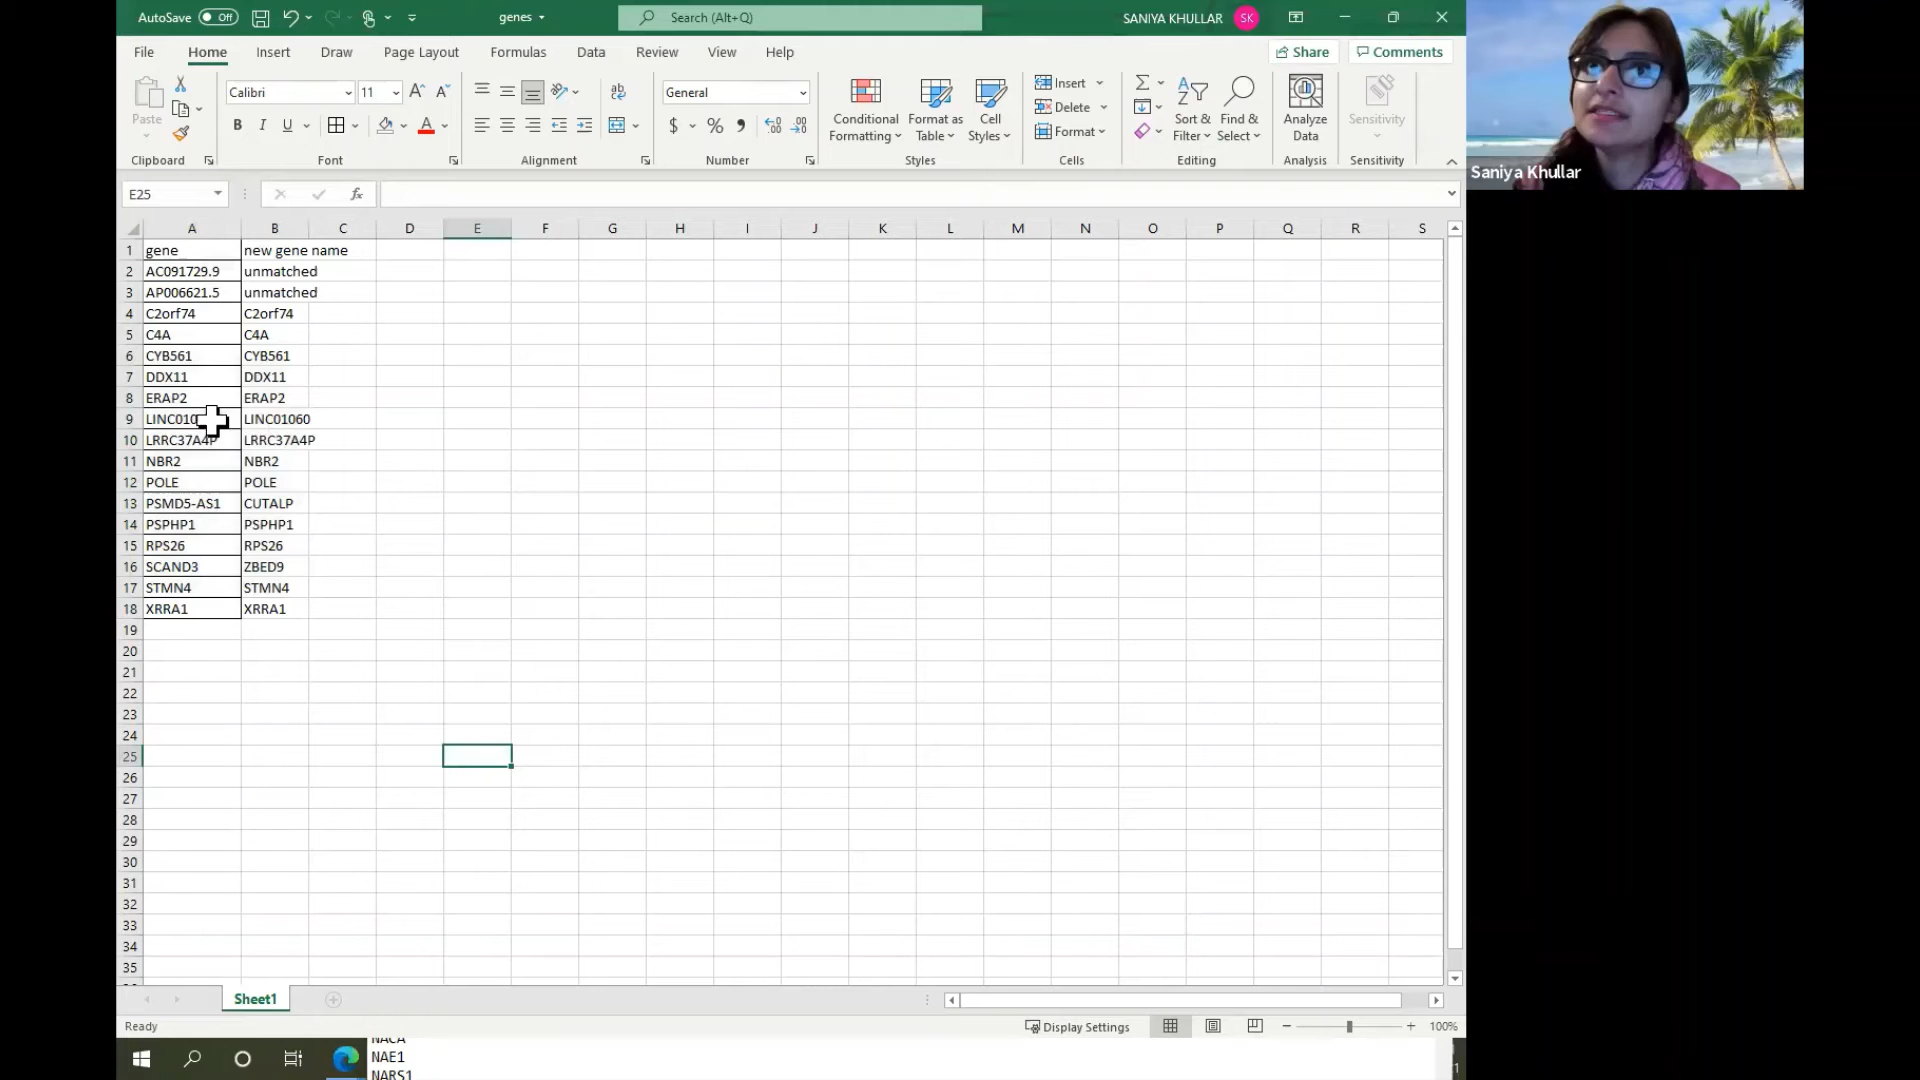 AutoSave Off genes Search (Alt+Q) SANIYA KHULLAR SK
File Home Insert Draw Page Layout Formulas Data Review View Help Share Comments
Paste Calibri 11 General Conditional Formatting Format as Table Cell Styles Insert Delete Format Sort & Filter Find & Select Analyze Data Sensitivity
Clipboard Font Alignment Number Styles Cells Editing Analysis Sensitivity
Saniya Khullar
E25 fx
A B C D E F G H I J K L M N O P Q R S
1 gene new gene name
2 AC091729.9 unmatched
3 AP006621.5 unmatched
4 C2orf74 C2orf74
5 C4A C4A
6 CYB561 CYB561
7 DDX11 DDX11
8 ERAP2 ERAP2
9 LINC010 LINC01060
10 LRRC37A4P LRRC37A4P
11 NBR2 NBR2
12 POLE POLE
13 PSMD5-AS1 CUTALP
14 PSPHP1 PSPHP1
15 RPS26 RPS26
16 SCAND3 ZBED9
17 STMN4 STMN4
18 XRRA1 XRRA1
19
20
21
22
23
24
25
26
27
28
29
30
31
32
33
34
35
Sheet1
Ready Display Settings 100%
NACA
NAE1
NARS1